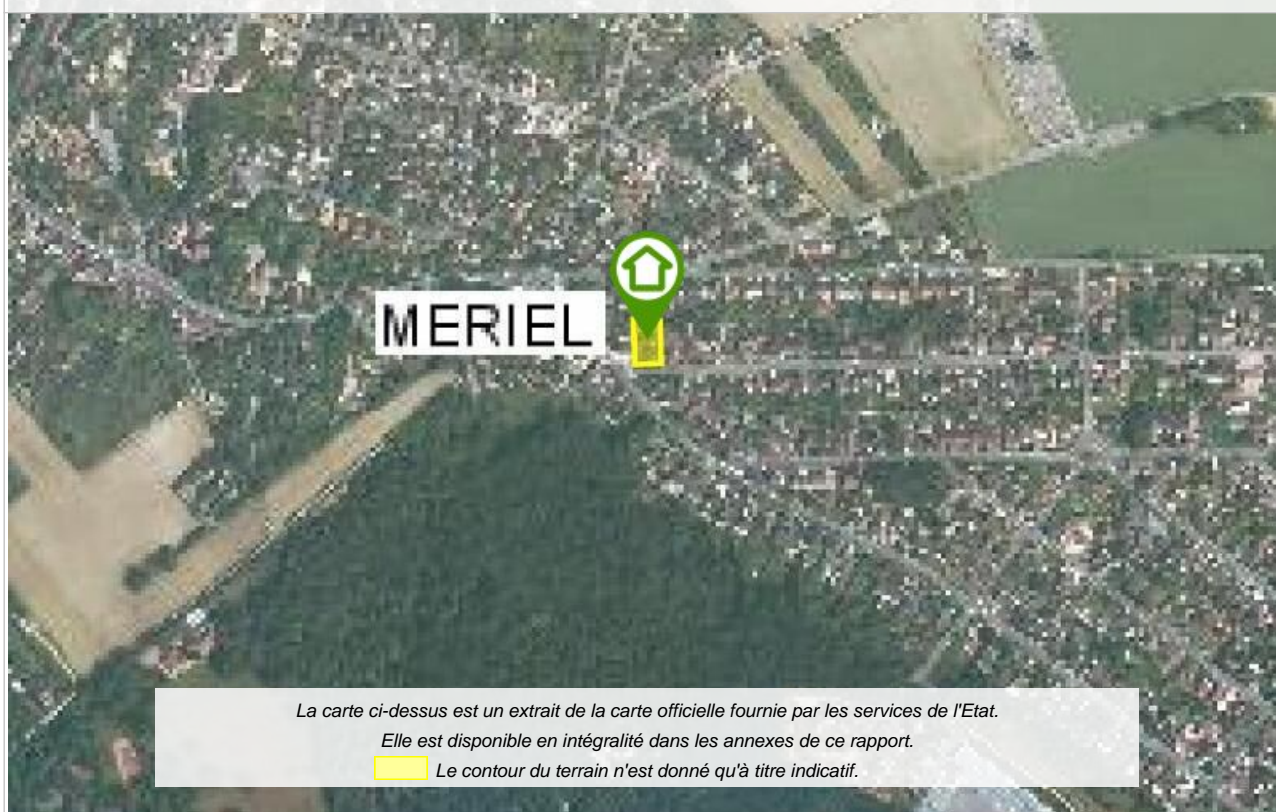 MERIEL
La carte ci-dessus est un extrait de la carte officielle fournie par les services de l'Etat.
Elle est disponible en intégralité dans les annexes de ce rapport.
Le contour du terrain n'est donné qu'à titre indicatif.